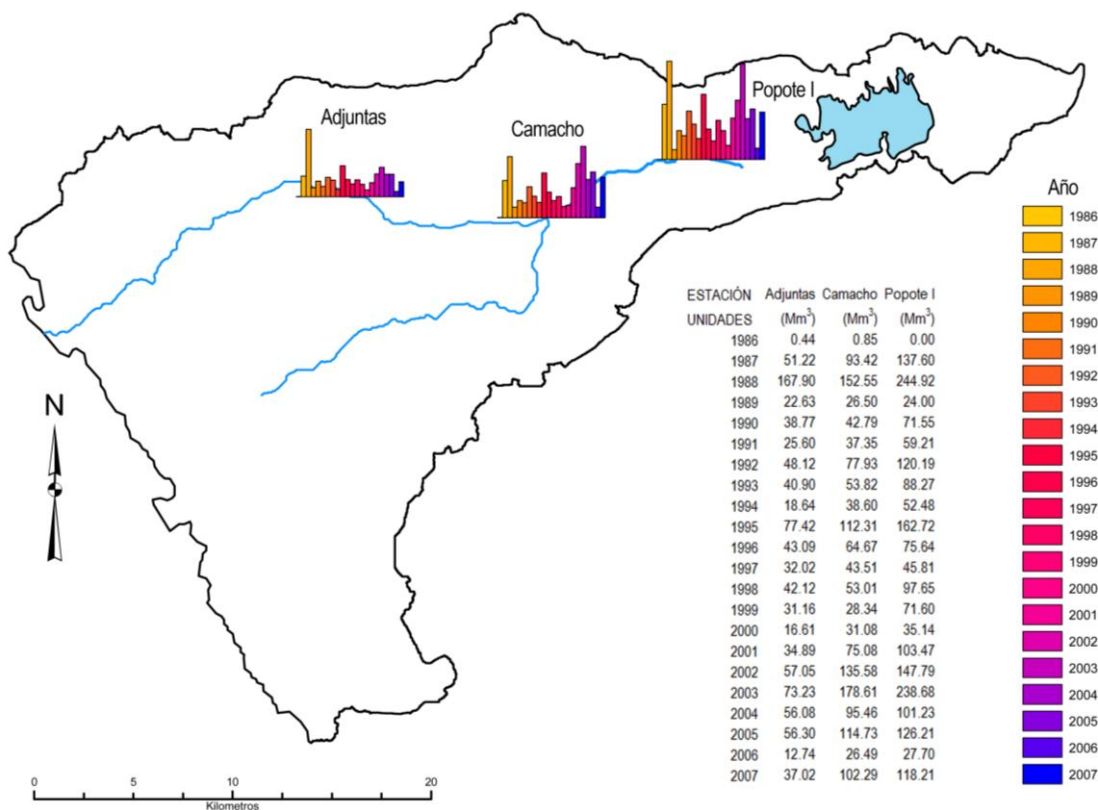 Adjuntas
Camacho
Popote I
N
0 5 10 20
Kilometros
ESTACIÓN Adjuntas Camacho Popote I
UNIDADES (Mm³) (Mm³) (Mm³)
1986 0.44 0.85 0.00
1987 51.22 93.42 137.60
1988 167.90 152.55 244.92
1989 22.63 26.50 24.00
1990 38.77 42.79 71.55
1991 25.60 37.35 59.21
1992 48.12 77.93 120.19
1993 40.90 53.82 88.27
1994 18.64 38.60 52.48
1995 77.42 112.31 162.72
1996 43.09 64.67 75.64
1997 32.02 43.51 45.81
1998 42.12 53.01 97.65
1999 31.16 28.34 71.60
2000 16.61 31.08 35.14
2001 34.89 75.08 103.47
2002 57.05 135.58 147.79
2003 73.23 178.61 238.68
2004 56.08 95.46 101.23
2005 56.30 114.73 126.21
2006 12.74 26.49 27.70
2007 37.02 102.29 118.21
Año
1986
1987
1988
1989
1990
1991
1992
1993
1994
1995
1996
1997
1998
1999
2000
2001
2002
2003
2004
2005
2006
2007